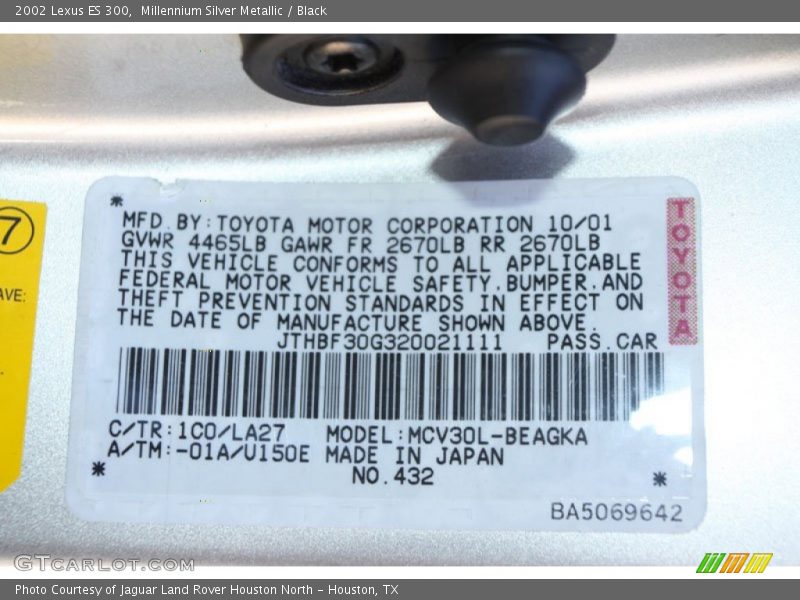 2002 Lexus ES 300,  Millennium Silver Metallic / Black
7
AVE:
* MFD.BY:TOYOTA MOTOR CORPORATION 10/01
GVWR 4465LB GAWR FR 2670LB RR 2670LB
THIS VEHICLE CONFORMS TO ALL APPLICABLE
FEDERAL MOTOR VEHICLE SAFETY.BUMPER.AND
THEFT PREVENTION STANDARDS IN EFFECT ON
THE DATE OF MANUFACTURE SHOWN ABOVE.
JTHBF30G320021111 PASS.CAR
TOYOTA
C/TR:1C0/LA27 MODEL:MCV30L-BEAGKA
A/TM:-01A/U150E MADE IN JAPAN
* NO.432 *
BA5069642
GTCARLOT.COM
Photo Courtesy of Jaguar Land Rover Houston North - Houston, TX